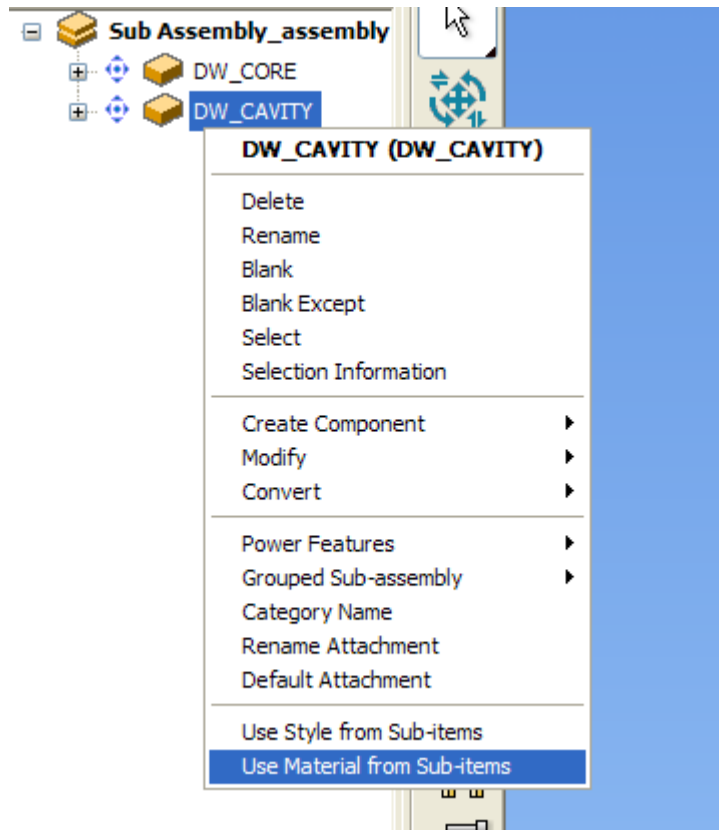 Sub Assembly_assembly
DW_CORE
DW_CAVITY
DW_CAVITY (DW_CAVITY)
Delete
Rename
Blank
Blank Except
Select
Selection Information
Create Component
Modify
Convert
Power Features
Grouped Sub-assembly
Category Name
Rename Attachment
Default Attachment
Use Style from Sub-items
Use Material from Sub-items